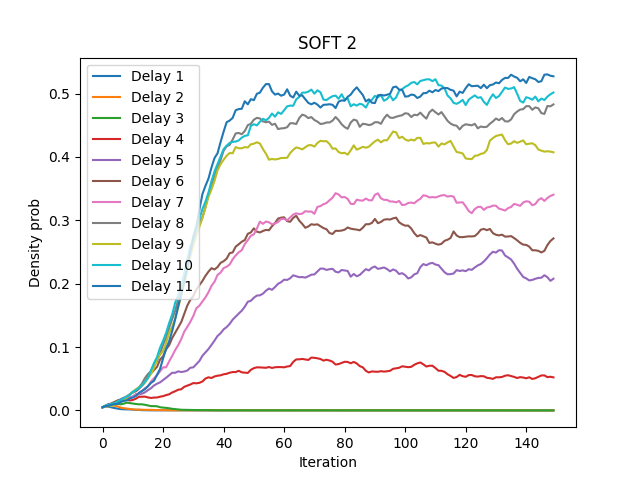 SOFT 2
Density prob
0.5
0.4
0.3
0.2
0.1
0.0
Delay 1
Delay 2
Delay 3
Delay 4
Delay 5
Delay 6
Delay 7
Delay 8
Delay 9
Delay 10
Delay 11
0 20 40 60 80 100 120 140
Iteration